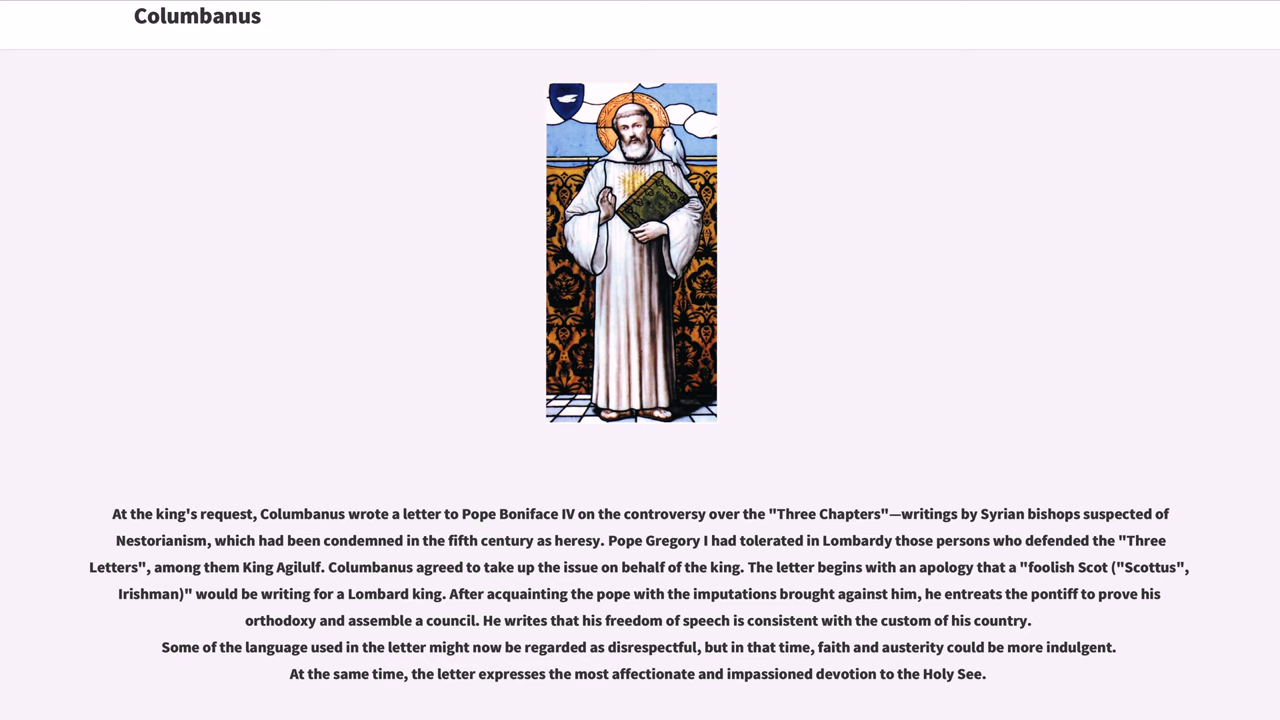 Columbanus
At the king's request, Columbanus wrote a letter to Pope Boniface IV on the controversy over the "Three Chapters"—writings by Syrian bishops suspected of
Nestorianism, which had been condemned in the fifth century as heresy. Pope Gregory I had tolerated in Lombardy those persons who defended the "Three
Letters", among them King Agilulf. Columbanus agreed to take up the issue on behalf of the king. The letter begins with an apology that a "foolish Scot ("Scottus",
Irishman)" would be writing for a Lombard king. After acquainting the pope with the imputations brought against him, he entreats the pontiff to prove his
orthodoxy and assemble a council. He writes that his freedom of speech is consistent with the custom of his country.
Some of the language used in the letter might now be regarded as disrespectful, but in that time, faith and austerity could be more indulgent.
At the same time, the letter expresses the most affectionate and impassioned devotion to the Holy See.